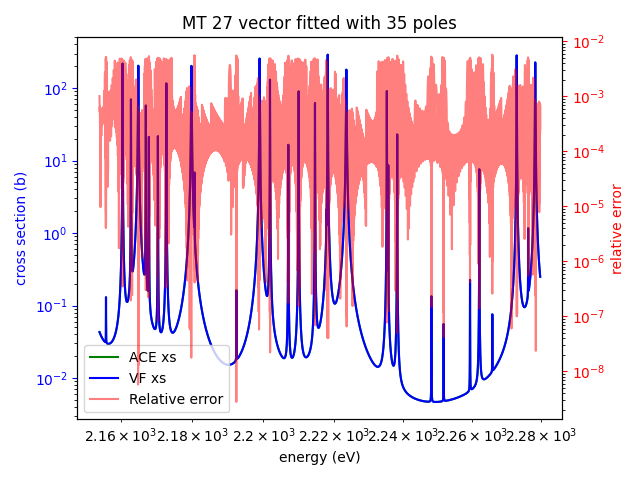 MT 27 vector fitted with 35 poles
10² 10¹ 10⁰ 10⁻¹ 10⁻²
cross section (b)
10⁻² 10⁻³ 10⁻⁴ 10⁻⁵ 10⁻⁶ 10⁻⁷ 10⁻⁸
relative error
ACE xs
VF xs
Relative error
2.16 × 10³ 2.18 × 10³ 2.2 × 10³ 2.22 × 10³ 2.24 × 10³ 2.26 × 10³ 2.28 × 10³
energy (eV)